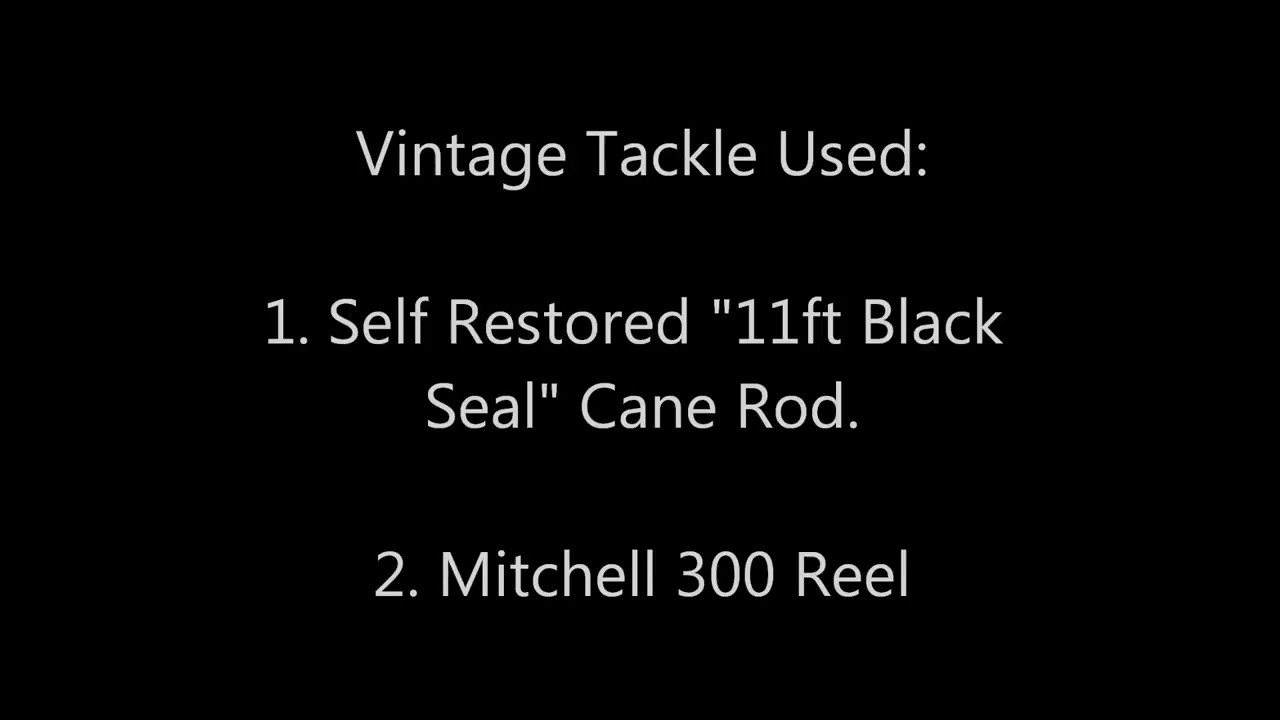 Vintage Tackle Used:
1. Self Restored "11ft Black
Seal" Cane Rod.
2. Mitchell 300 Reel